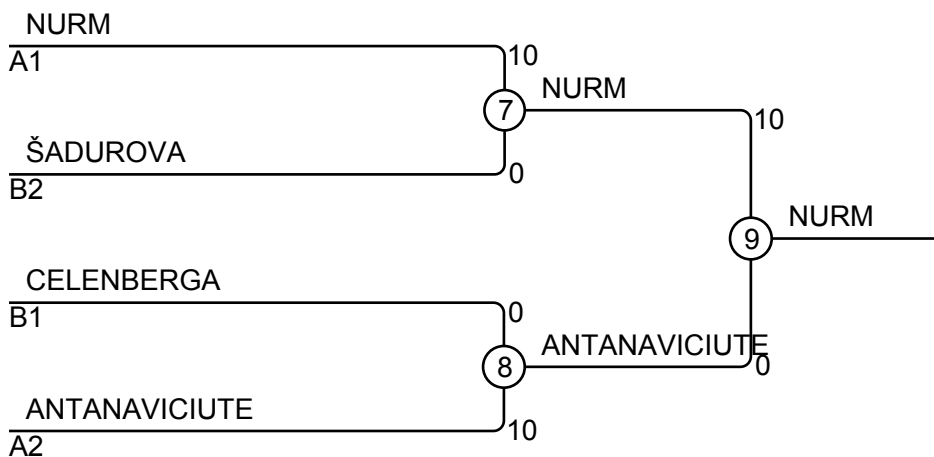 NURM
A1
10
7
NURM
10
ŠADUROVA
B2
0
9
NURM
CELENBERGA
B1
0
8
ANTANAVICIUTE
0
ANTANAVICIUTE
A2
10